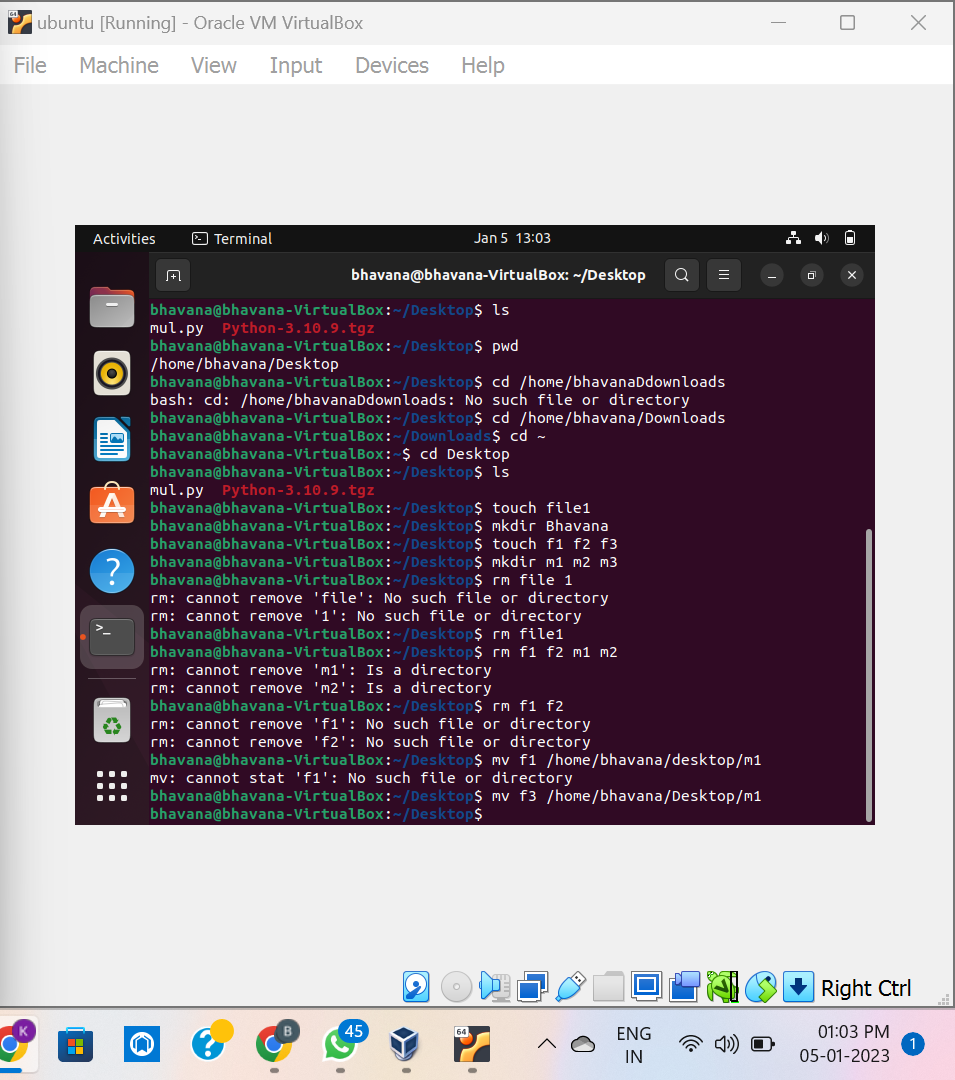 64
ubuntu [Running] - Oracle VM VirtualBox
File Machine View Input Devices Help
Activities Terminal Jan 5 13:03
bhavana@bhavana-VirtualBox: ~/Desktop
bhavana@bhavana-VirtualBox:~/Desktop$ ls
mul.py Python-3.10.9.tgz
bhavana@bhavana-VirtualBox:~/Desktop$ pwd
/home/bhavana/Desktop
bhavana@bhavana-VirtualBox:~/Desktop$ cd /home/bhavanaDdownloads
bash: cd: /home/bhavanaDdownloads: No such file or directory
bhavana@bhavana-VirtualBox:~/Desktop$ cd /home/bhavana/Downloads
bhavana@bhavana-VirtualBox:~/Downloads$ cd ~
bhavana@bhavana-VirtualBox:~$ cd Desktop
bhavana@bhavana-VirtualBox:~/Desktop$ ls
mul.py Python-3.10.9.tgz
bhavana@bhavana-VirtualBox:~/Desktop$ touch file1
bhavana@bhavana-VirtualBox:~/Desktop$ mkdir Bhavana
bhavana@bhavana-VirtualBox:~/Desktop$ touch f1 f2 f3
bhavana@bhavana-VirtualBox:~/Desktop$ mkdir m1 m2 m3
bhavana@bhavana-VirtualBox:~/Desktop$ rm file 1
rm: cannot remove 'file': No such file or directory
rm: cannot remove '1': No such file or directory
bhavana@bhavana-VirtualBox:~/Desktop$ rm file1
bhavana@bhavana-VirtualBox:~/Desktop$ rm f1 f2 m1 m2
rm: cannot remove 'm1': Is a directory
rm: cannot remove 'm2': Is a directory
bhavana@bhavana-VirtualBox:~/Desktop$ rm f1 f2
rm: cannot remove 'f1': No such file or directory
rm: cannot remove 'f2': No such file or directory
bhavana@bhavana-VirtualBox:~/Desktop$ mv f1 /home/bhavana/desktop/m1
mv: cannot stat 'f1': No such file or directory
bhavana@bhavana-VirtualBox:~/Desktop$ mv f3 /home/bhavana/Desktop/m1
bhavana@bhavana-VirtualBox:~/Desktop$
Right Ctrl
K B 45 64
ENG
IN
01:03 PM
05-01-2023
1